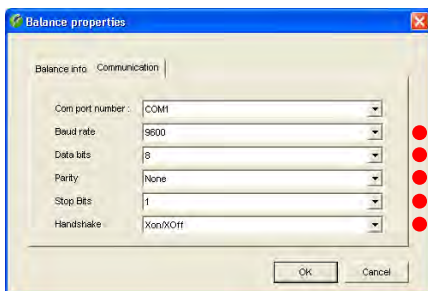 Balance properties
Balance info Communication
Com port number : COM1
Baud rate 9600
Data bits 8
Parity None
Stop Bits 1
Handshake Xon/XOff
OK Cancel